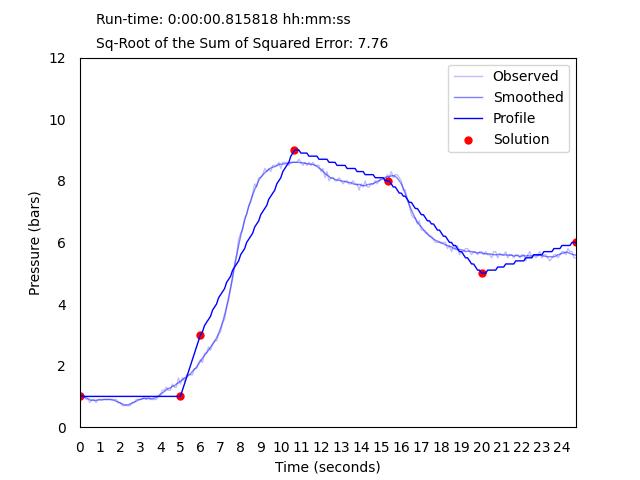 Run-time: 0:00:00.815818 hh:mm:ss
Sq-Root of the Sum of Squared Error: 7.76
12
10
8
6
4
2
0
Pressure (bars)
Observed
Smoothed
Profile
Solution
0 1 2 3 4 5 6 7 8 9 10 11 12 13 14 15 16 17 18 19 20 21 22 23 24
Time (seconds)